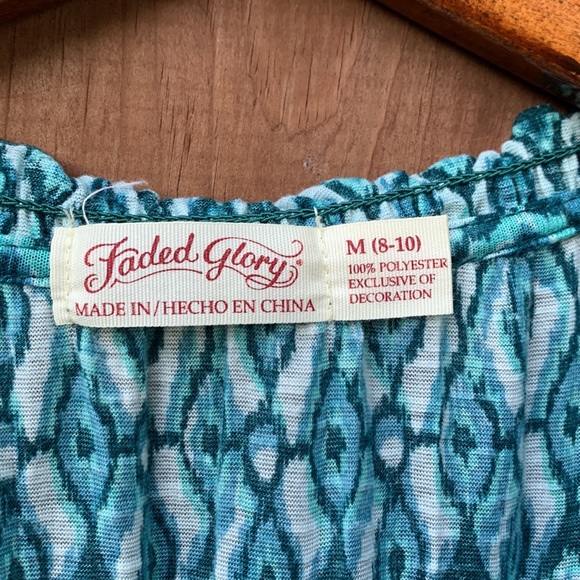 Faded Glory®
MADE IN/HECHO EN CHINA
M (8-10)
100% POLYESTER
EXCLUSIVE OF
DECORATION